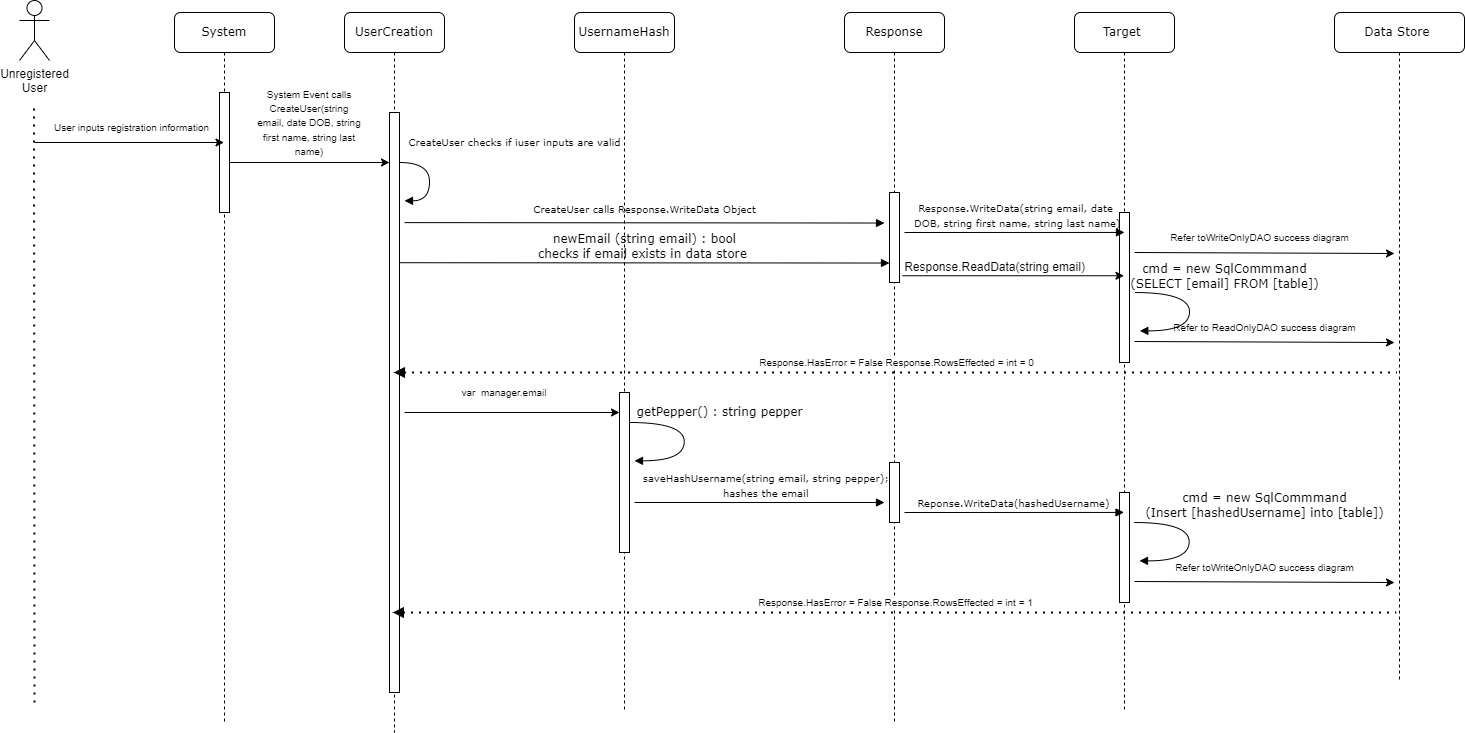 System
UserCreation
UsernameHash
Response
Target
Data Store
Unregistered
User
User inputs registration information
System Event calls
CreateUser(string
email, date DOB, string
first name, string last
name)
CreateUser checks if iuser inputs are valid
CreateUser calls Response.WriteData Object
Response.WriteData(string email, date
DOB, string first name, string last name)
newEmail (string email) : bool
checks if email exists in data store
Refer toWriteOnlyDAO success diagram
Response.ReadData(string email)
cmd = new SqlCommmand
(SELECT [email] FROM [table])
Refer to ReadOnlyDAO success diagram
Response.HasError = False Response.RowsEffected = int = 0
var manager.email
getPepper() : string pepper
saveHashUsername(string email, string pepper);
hashes the email
Reponse.WriteData(hashedUsername)
cmd = new SqlCommmand
(Insert [hashedUsername] into [table])
Refer toWriteOnlyDAO success diagram
Response.HasError = False Response.RowsEffected = int = 1